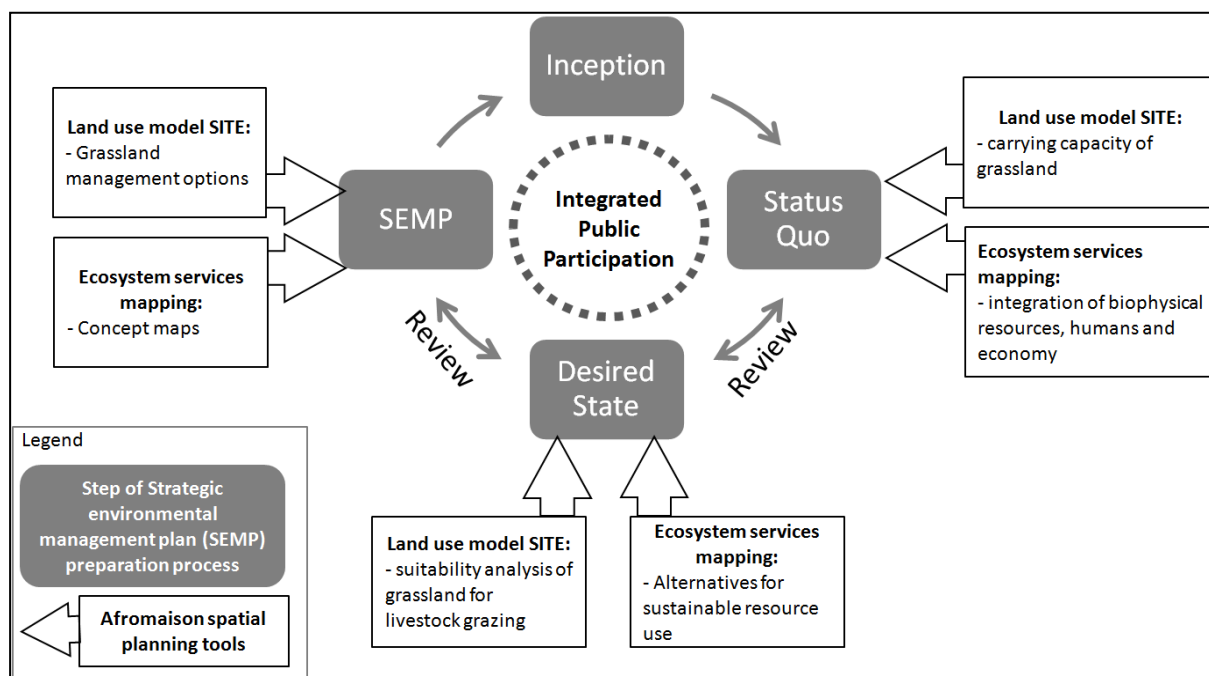 Inception
Land use model SITE:
- Grassland
management options
SEMP
Ecosystem services
mapping:
- Concept maps
Integrated
Public
Participation
Status
Quo
Land use model SITE:
- carrying capacity of
grassland
Ecosystem services
mapping:
- integration of biophysical
resources, humans and
economy
Review
Review
Desired
State
Land use model SITE:
- suitability analysis of
grassland for
livestock grazing
Ecosystem services
mapping:
- Alternatives for
sustainable resource
use
Legend
Step of Strategic
environmental
management plan (SEMP)
preparation process
Afromaison spatial
planning tools